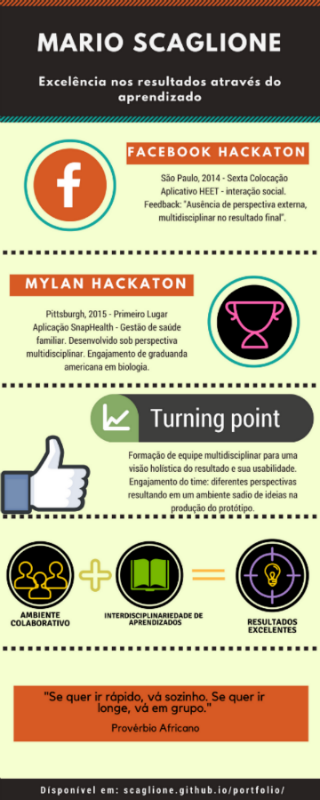 MARIO SCAGLIONE
Excelência nos resultados através do
aprendizado
FACEBOOK HACKATON
São Paulo, 2014 - Sexta Colocação
Aplicativo HEET - interação social.
Feedback: "Ausência de perspectiva externa,
multidisciplinar no resultado final".
MYLAN HACKATON
Pittsburgh, 2015 - Primeiro Lugar
Aplicação SnapHealth - Gestão de saúde
familiar. Desenvolvido sob perspectiva
multidisciplinar. Engajamento de graduanda
americana em biologia.
Turning point
Formação de equipe multidisciplinar para uma
visão holística do resultado e sua usabilidade.
Engajamento do time: diferentes perspectivas
resultando em um ambiente sadio de ideias na
produção do protótipo.
AMBIENTE
COLABORATIVO
INTERDISCIPLINARIEDADE DE
APRENDIZADOS
RESULTADOS
EXCELENTES
"Se quer ir rápido, vá sozinho. Se quer ir
longe, vá em grupo."
Provérbio Africano
Disponível em: scaglione.github.io/portfolio/